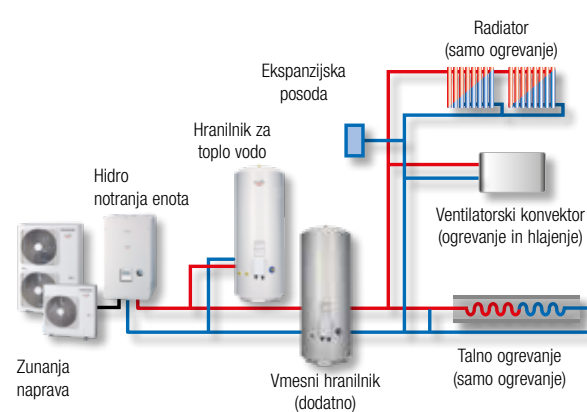 Radiator
(samo ogrevanje)
Ekspanzijska
posoda
Hranilnik za
toplo vodo
Hidro
notranja enota
Ventilatorski konvektor
(ogrevanje in hlajenje)
Zunanja
naprava
Vmesni hranilnik
(dodatno)
Talno ogrevanje
(samo ogrevanje)